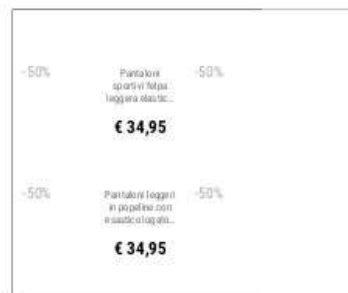 -50%
Pantaloni
sportivi felpa
leggera elastic...
-50%
€ 34,95
-50%
Pantaloni leggeri
in popeline con
elastico logato...
-50%
€ 34,95